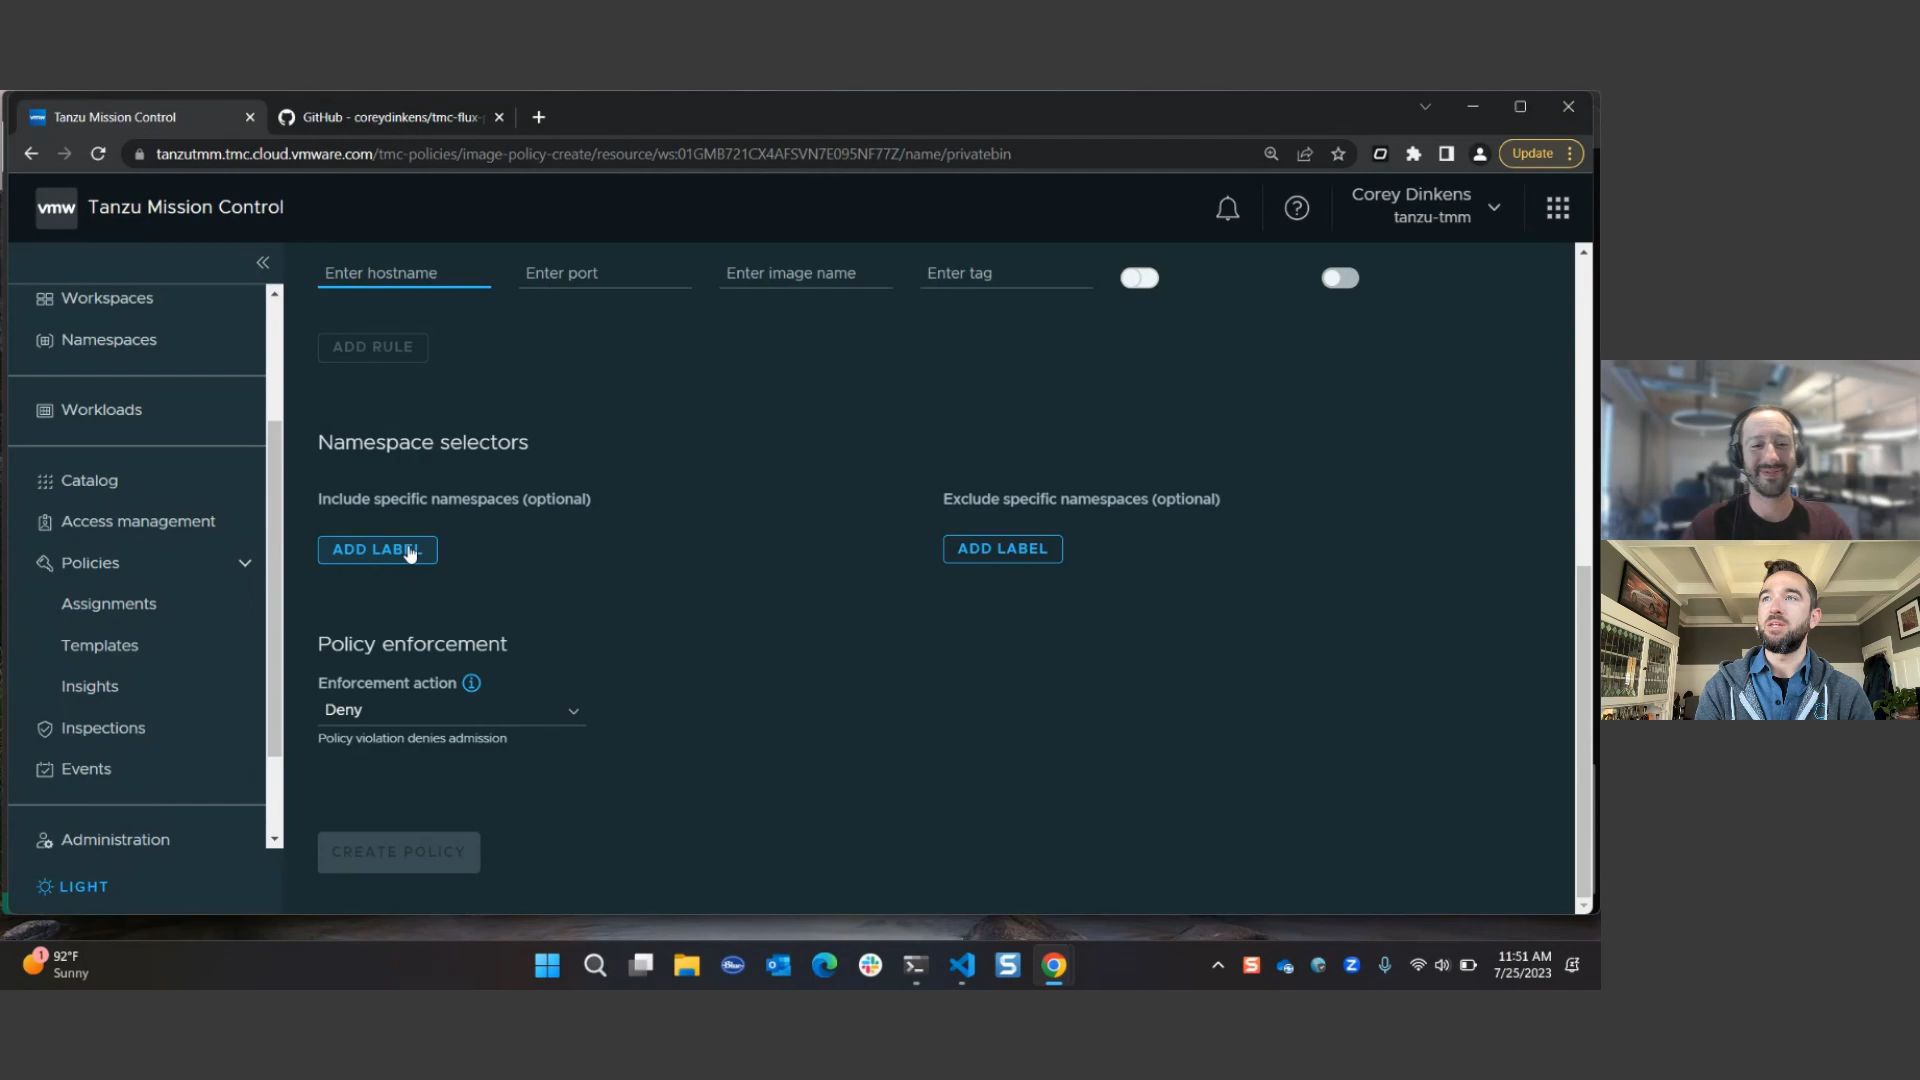 Tanzu Mission Control
GitHub - coreydinkens/tmc-flux-
tanzutmm.tmc.cloud.vmware.com/tmc-policies/image-policy-create/resource/ws:01GMB721CX4AFSVN7E095NF77Z/name/privatebin
Update
vmw Tanzu Mission Control
Corey Dinkens
tanzu-tmm
Workspaces
Namespaces
Workloads
Catalog
Access management
Policies
Assignments
Templates
Insights
Inspections
Events
Administration
LIGHT
Enter hostname
Enter port
Enter image name
Enter tag
ADD RULE
Namespace selectors
Include specific namespaces (optional)
Exclude specific namespaces (optional)
ADD LABEL
ADD LABEL
Policy enforcement
Enforcement action
Deny
Policy violation denies admission
CREATE POLICY
1
92°F
Sunny
11:51 AM
7/25/2023